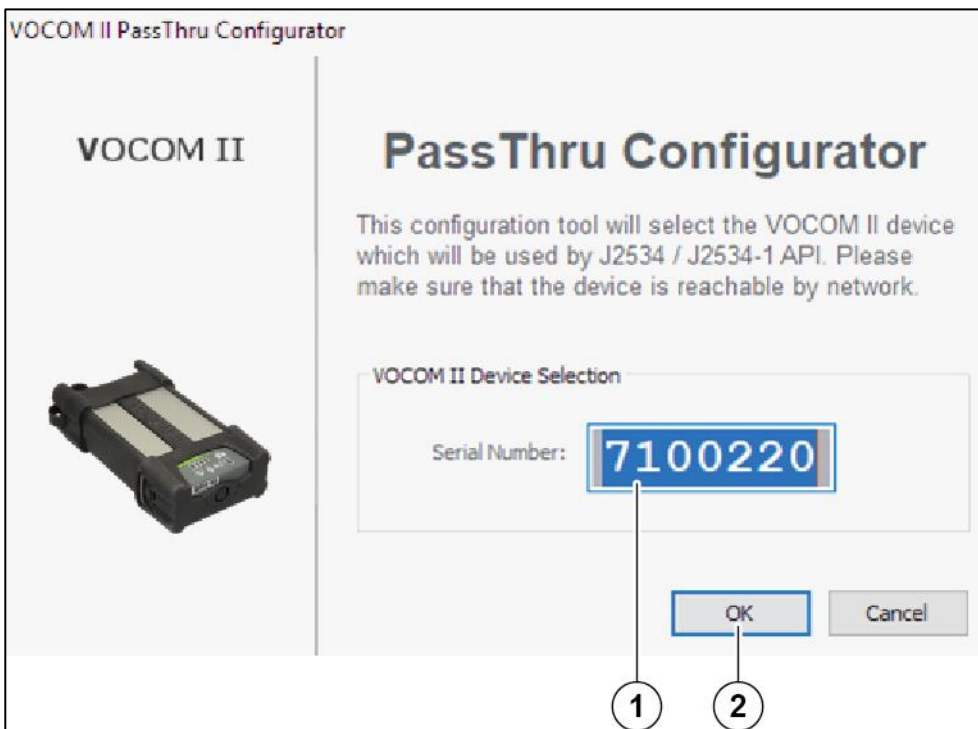 VOCOM II PassThru Configurator
VOCOM II
PassThru Configurator
This configuration tool will select the VOCOM II device
which will be used by J2534 / J2534-1 API. Please
make sure that the device is reachable by network.
VOCOM II Device Selection
Serial Number:
7100220
OK
Cancel
1
2